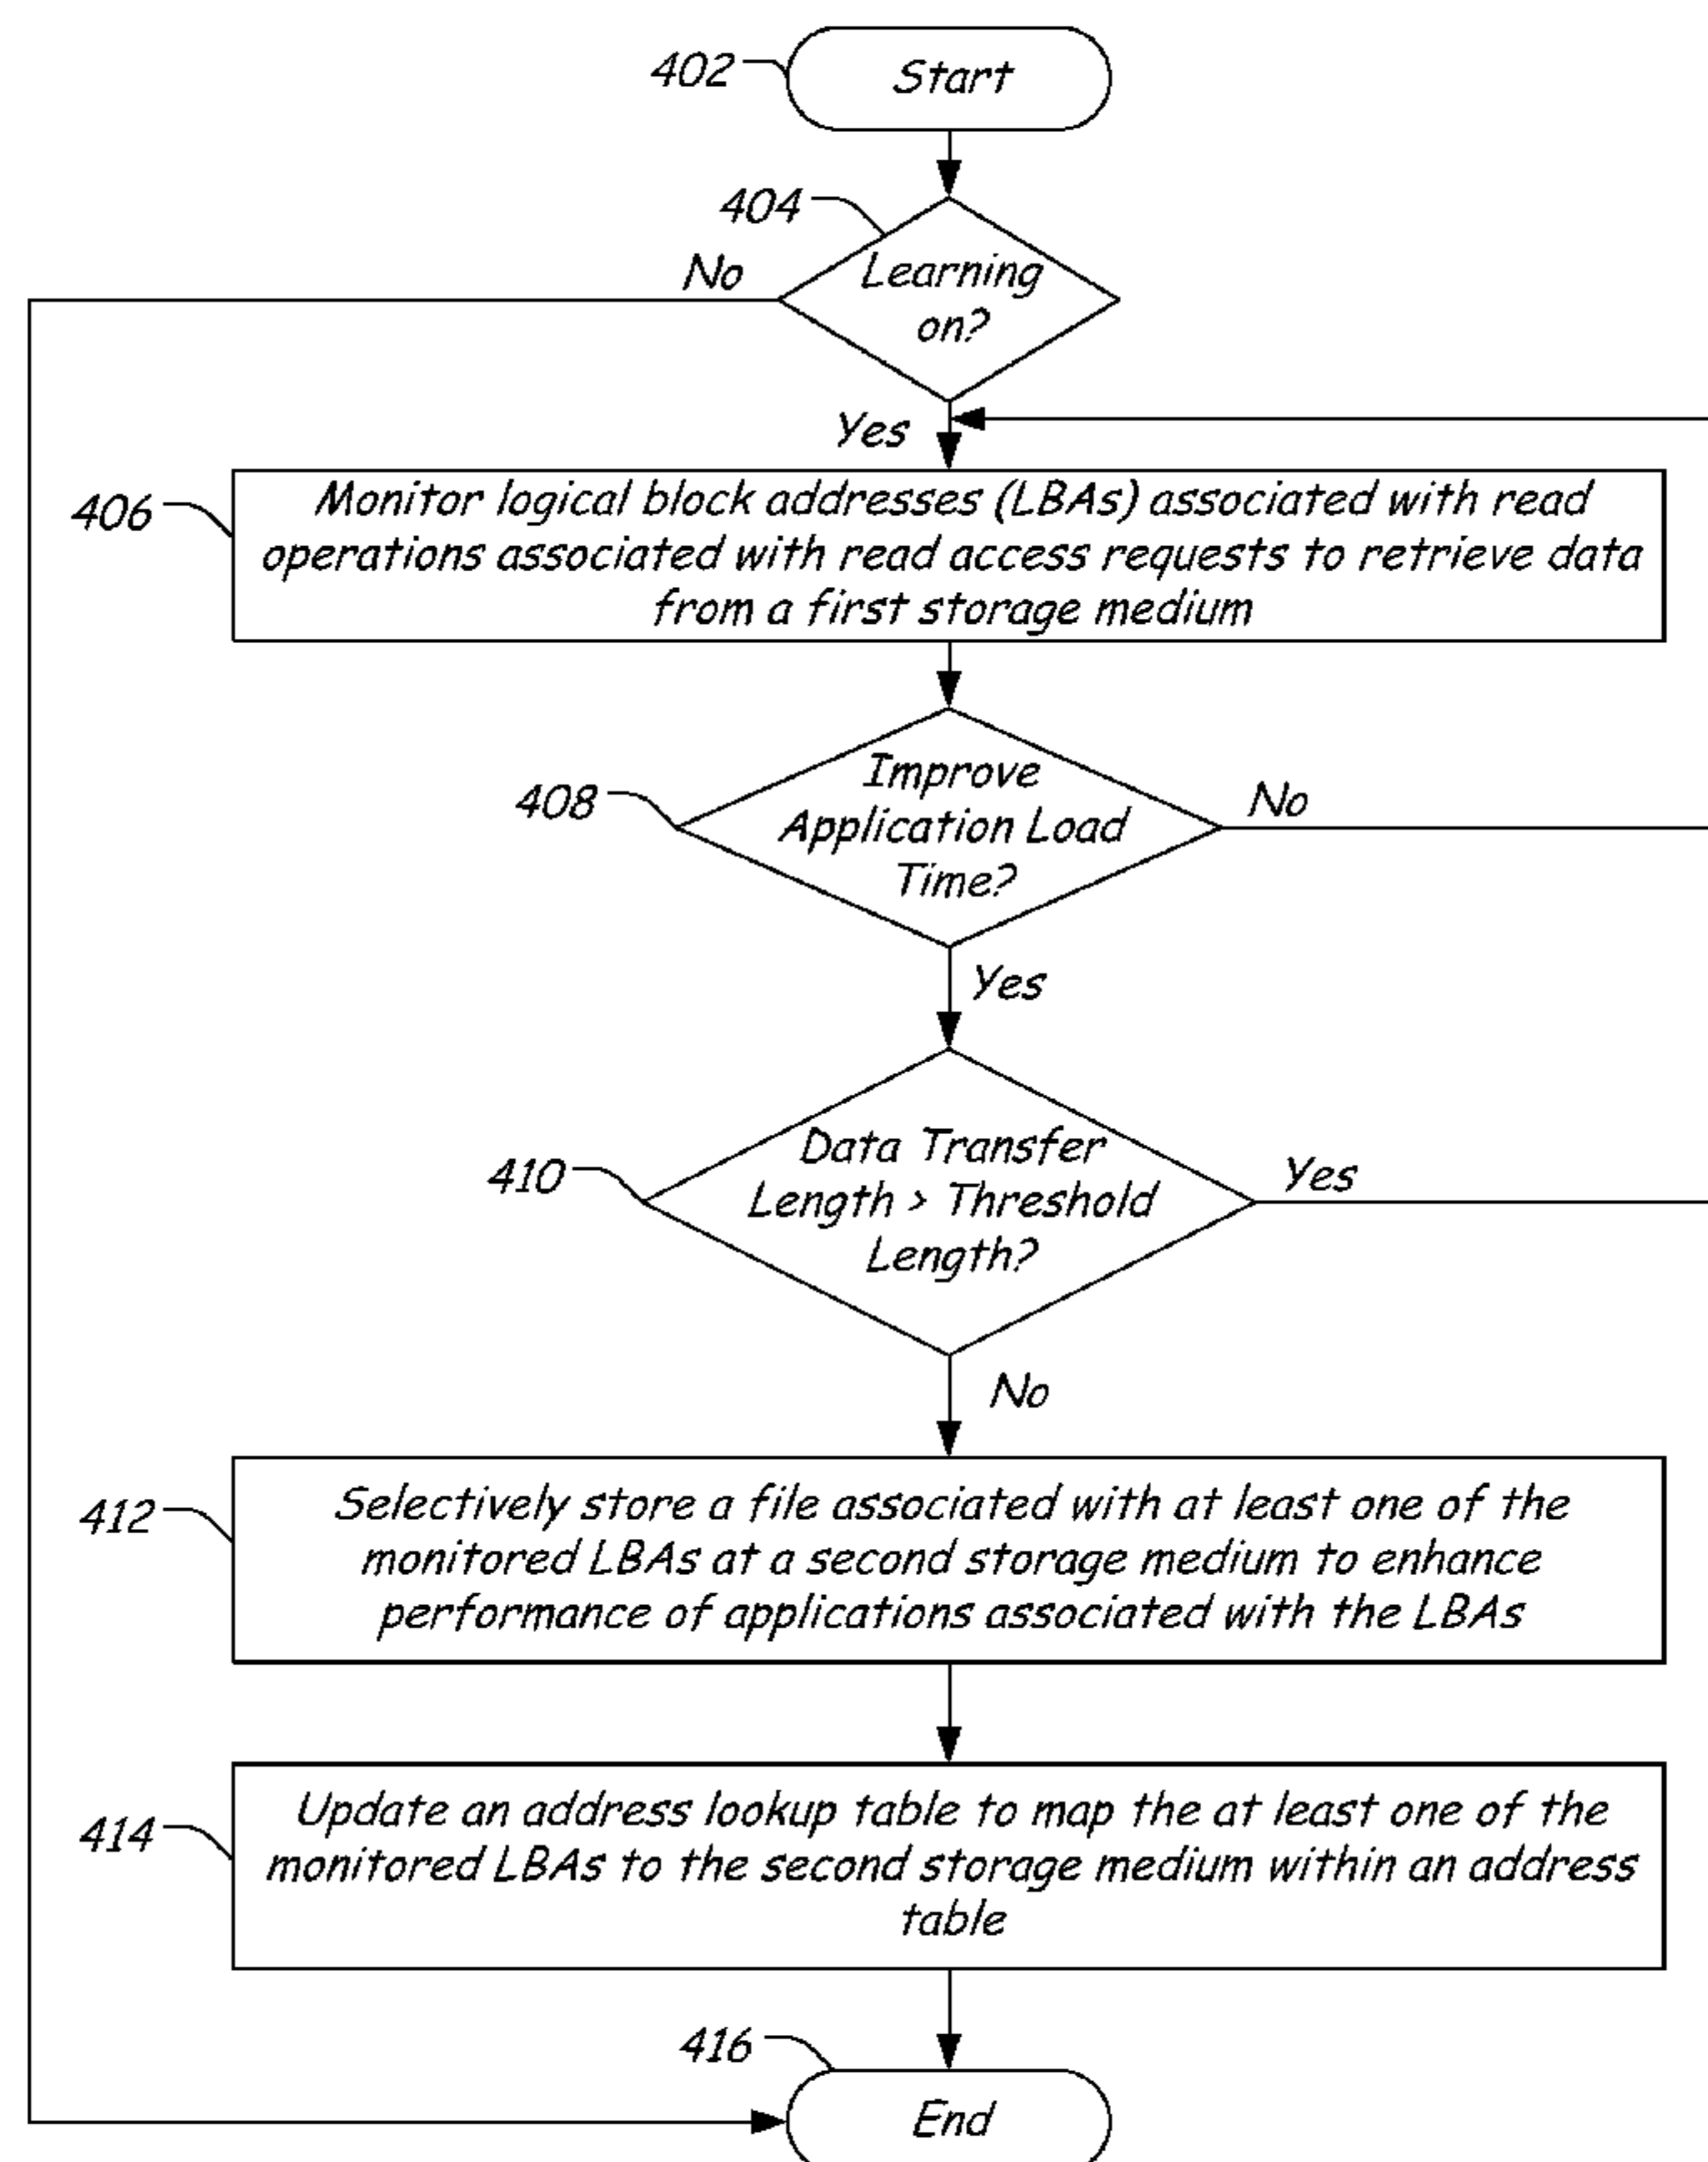 402
Start
404
No
Learning
on?
Yes
406
Monitor logical block addresses (LBAs) associated with read
operations associated with read access requests to retrieve data
from a first storage medium
408
Improve
Application Load
Time?
No
Yes
410
Data Transfer
Length > Threshold
Length?
Yes
No
412
Selectively store a file associated with at least one of the
monitored LBAs at a second storage medium to enhance
performance of applications associated with the LBAs
414
Update an address lookup table to map the at least one of the
monitored LBAs to the second storage medium within an address
table
416
End